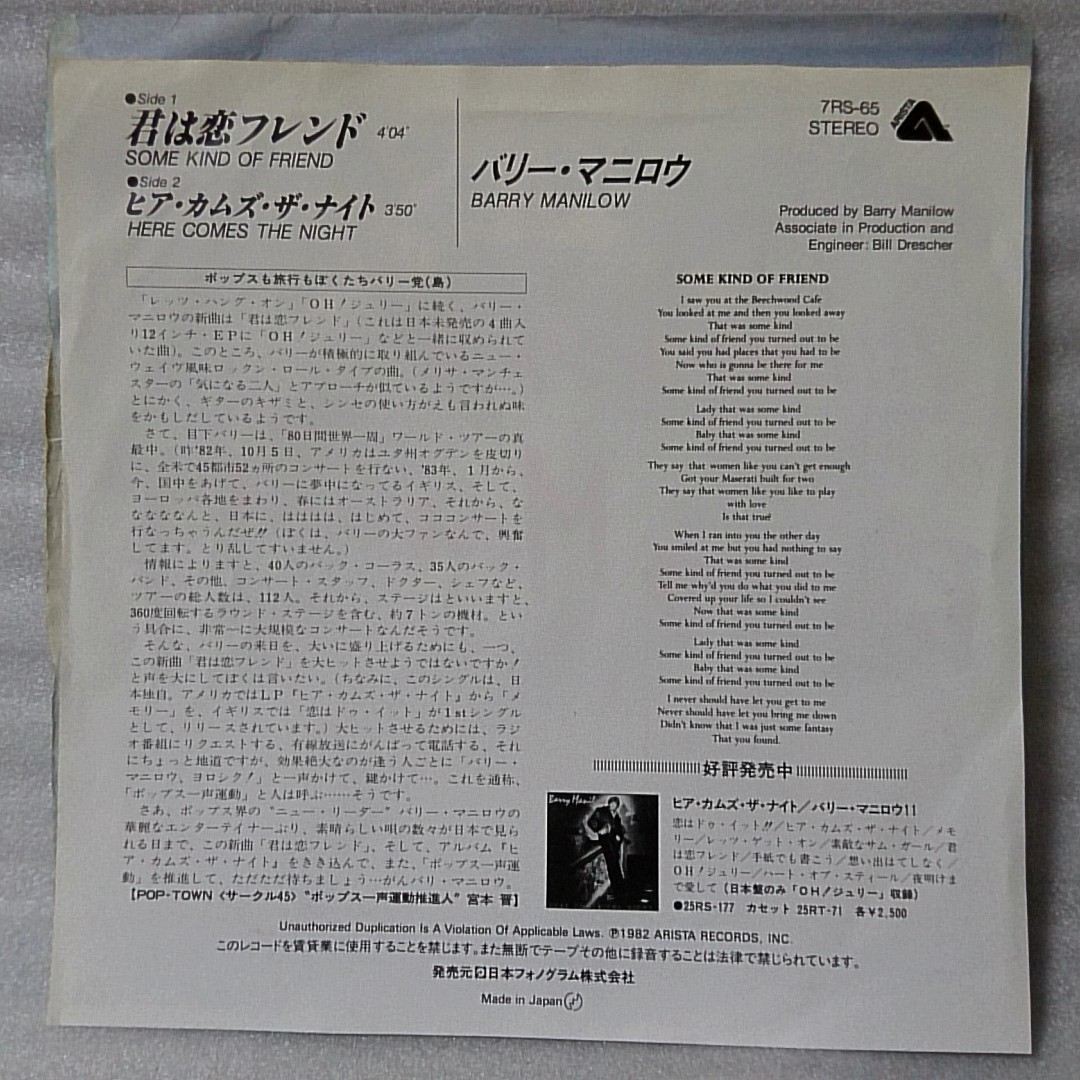 ●Side 1
君は恋フレンド 4'04"
SOME KIND OF FRIEND
●Side 2
ヒア・カムズ・ザ・ナイト 3'50"
HERE COMES THE NIGHT
バリー・マニロウ
BARRY MANILOW
7RS-65
STEREO
ARISTA
Produced by Barry Manilow
Associate in Production and
Engineer: Bill Drescher
ポップスも旅行もぼくたちバリー党(島)
「レッツ・ハング・オン」「OH!ジュリー」に続く、バリー・
マニロウの新曲は「君は恋フレンド」(これは日本未発売の4曲入
り12インチ・EPに「OH!ジュリー」などと一緒に収められて
いた曲)。このところ、バリーが積極的に取り組んでいるニュー・
ウェイヴ風味ロックン・ロール・タイプの曲。(メリサ・マンチェ
スターの「気になる二人」とアプローチが似ているようですが…。)
とにかく、ギターのキザミと、シンセの使い方がえも言われぬ味
をかもしだしているようです。
さて、目下バリーは、「80日間世界一周」ワールド・ツアーの真
最中。(昨'82年、10月5日、アメリカはユタ州オグデンを皮切り
に、全米で45都市52ヵ所のコンサートを行ない、'83年、1月から、
今、国中をあげて、バリーに夢中になってるイギリス、そして、
ヨーロッパ各地をまわり、春にはオーストラリア、それから、な
ななななんと、日本に、はははは、はじめて、コココンサートを
行なっちゃうんだぜ!!(ぼくは、バリーの大ファンなんで、興奮
してます。とり乱してすいません。)
情報によりますと、40人のバック・コーラス、35人のバック・
バンド、その他、コンサート・スタッフ、ドクター、シェフなど、
ツアーの総人数は、112人。それから、ステージはといいますと、
360度回転するラウンド・ステージを含む、約7トンの機材。とい
う具合に、非常一に大規模なコンサートなんだそうです。
そんな、バリーの来日を、大いに盛り上げるためにも、一つ、
この新曲「君は恋フレンド」を大ヒットさせようではないですか!
と声を大にしてぼくは言いたい。(ちなみに、このシングルは、日
本独自。アメリカではLP『ヒア・カムズ・ザ・ナイト』から「メ
モリー」を、イギリスでは「恋はドゥ・イット」が1stシングル
として、リリースされています。)大ヒットさせるためには、ラジ
オ番組にリクエストする、有線放送にがんばって電話する、それ
にちょっと地道ですが、効果絶大なのが逢う人ごとに「バリー・
マニロウ、ヨロシク!」と一声かけて、鍵かけて…。これを通称、
「ポップス一声運動」と人は呼ぶ……そうです。
さあ、ポップス界の"ニュー・リーダー"バリー・マニロウの
華麗なエンターテイナーぶり、素晴らしい唄の数々が日本で見ら
れる日まで、この新曲「君は恋フレンド」、そして、アルバム『ヒ
ア・カムズ・ザ・ナイト』をきき込んで、また、「ポップス一声運
動」を推進して、ただただ待ちましょう…がんバリ・マニロウ。
【POP-TOWN〈サークル45〉"ポップス一声運動推進人"宮本 晋】
SOME KIND OF FRIEND
I saw you at the Beechwood Cafe
You looked at me and then you looked away
That was some kind
Some kind of friend you turned out to be
You said you had places that you had to be
Now who is gonna be there for me
That was some kind
Some kind of friend you turned out to be
Lady that was some kind
Some kind of friend you turned out to be
Baby that was some kind
Some kind of friend you turned out to be
They say that women like you can't get enough
Got your Maserati built for two
They say that women like you like to play
with love
Is that true?
When I ran into you the other day
You smiled at me but you had nothing to say
That was some kind
Some kind of friend you turned out to be
Tell me why'd you do what you did to me
Covered up your life so I couldn't see
Now that was some kind
Some kind of friend you turned out to be
Lady that was some kind
Some kind of friend you turned out to be
Baby that was some kind
Some kind of friend you turned out to be
I never should have let you get to me
Never should have let you bring me down
Didn't know that I was just some fantasy
That you found.
好評発売中
Barry Manil
ヒア・カムズ・ザ・ナイト/バリー・マニロウ11
恋はドゥ・イット!!/ヒア・カムズ・ザ・ナイト/メモ
リー/レッツ・ゲット・オン/素敵なサム・ガール/君
は恋フレンド/手紙でも書こう/想い出はてしなく/
OH!ジュリー/ハート・オブ・スティール/夜明けま
で愛して(日本盤のみ「OH!ジュリー」収録)
●25RS-177 カセット 25RT-71 各¥2,500
Unauthorized Duplication Is A Violation Of Applicable Laws. ℗1982 ARISTA RECORDS, INC.
このレコードを賃貸業に使用することを禁じます。また無断でテープその他に録音することは法律で禁じられています。
発売元 日本フォノグラム株式会社
Made in Japan